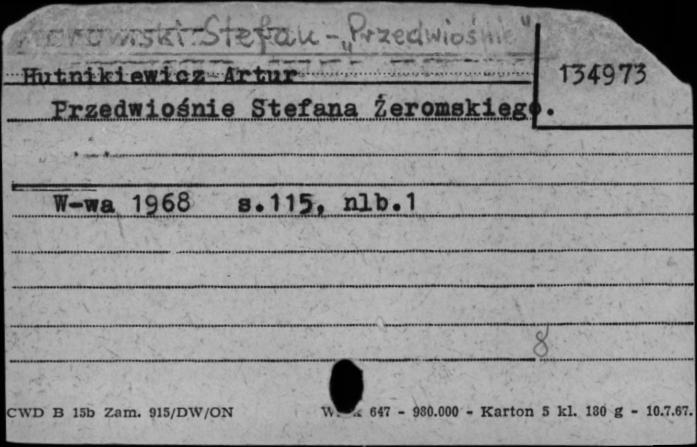 Żeromski Stefan - „Przedwiośnie"
Hutnikiewicz Artur
134973
Przedwiośnie Stefana Żeromskiego.
W-wa 1968 s.115, nlb.1
8
CWD B 15b Zam. 915/DW/ON 647 - 980.000 - Karton 5 kl. 180 g - 10.7.67.